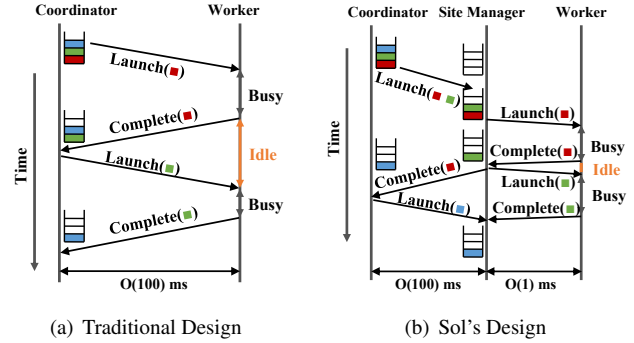 Coordinator
Worker
Launch(■)
Busy
Complete(■)
Idle
Launch(■)
Busy
Complete(■)
Time
O(100) ms
(a) Traditional Design
Coordinator
Site Manager
Worker
Launch(■ ■)
Launch(■)
Busy
Complete(■)
Idle
Complete(■)
Launch(■)
Busy
Launch(■)
Complete(■)
Time
O(100) ms
O(1) ms
(b) Sol's Design